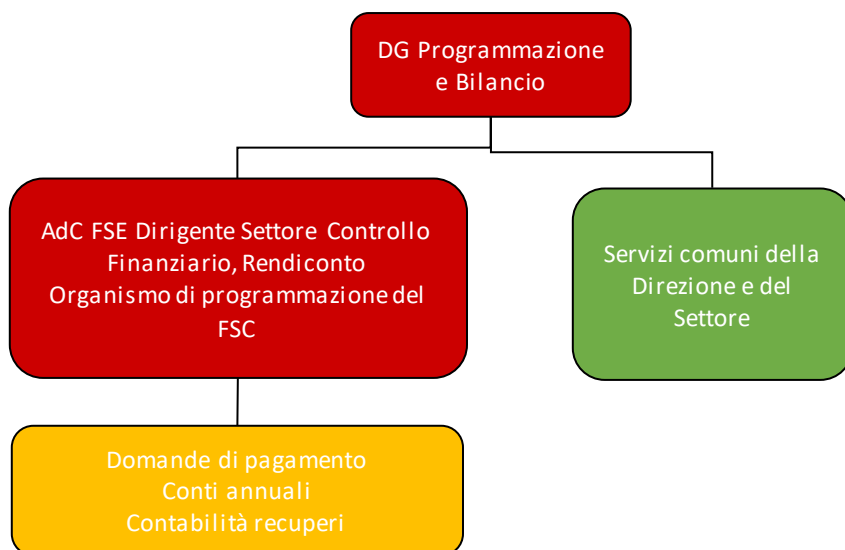 DG Programmazione
e Bilancio
AdC FSE Dirigente Settore Controllo
Finanziario, Rendiconto
Organismo di programmazione del
FSC
Servizi comuni della
Direzione e del
Settore
Domande di pagamento
Conti annuali
Contabilità recuperi